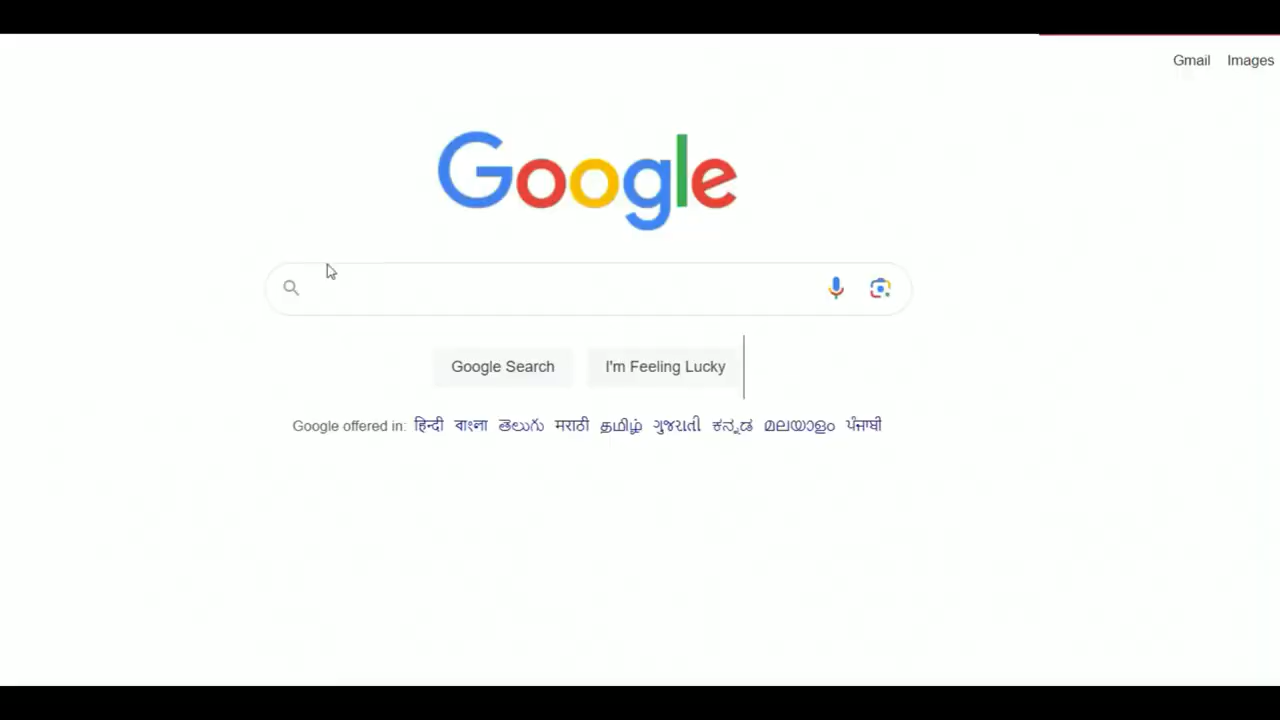 Gmail Images
Google
Google Search I'm Feeling Lucky
Google offered in: हिन्दी বাংলা తెలుగు मराठी தமிழ் ગુજરાતી ಕನ್ನಡ മലയാളം ਪੰਜਾਬੀ